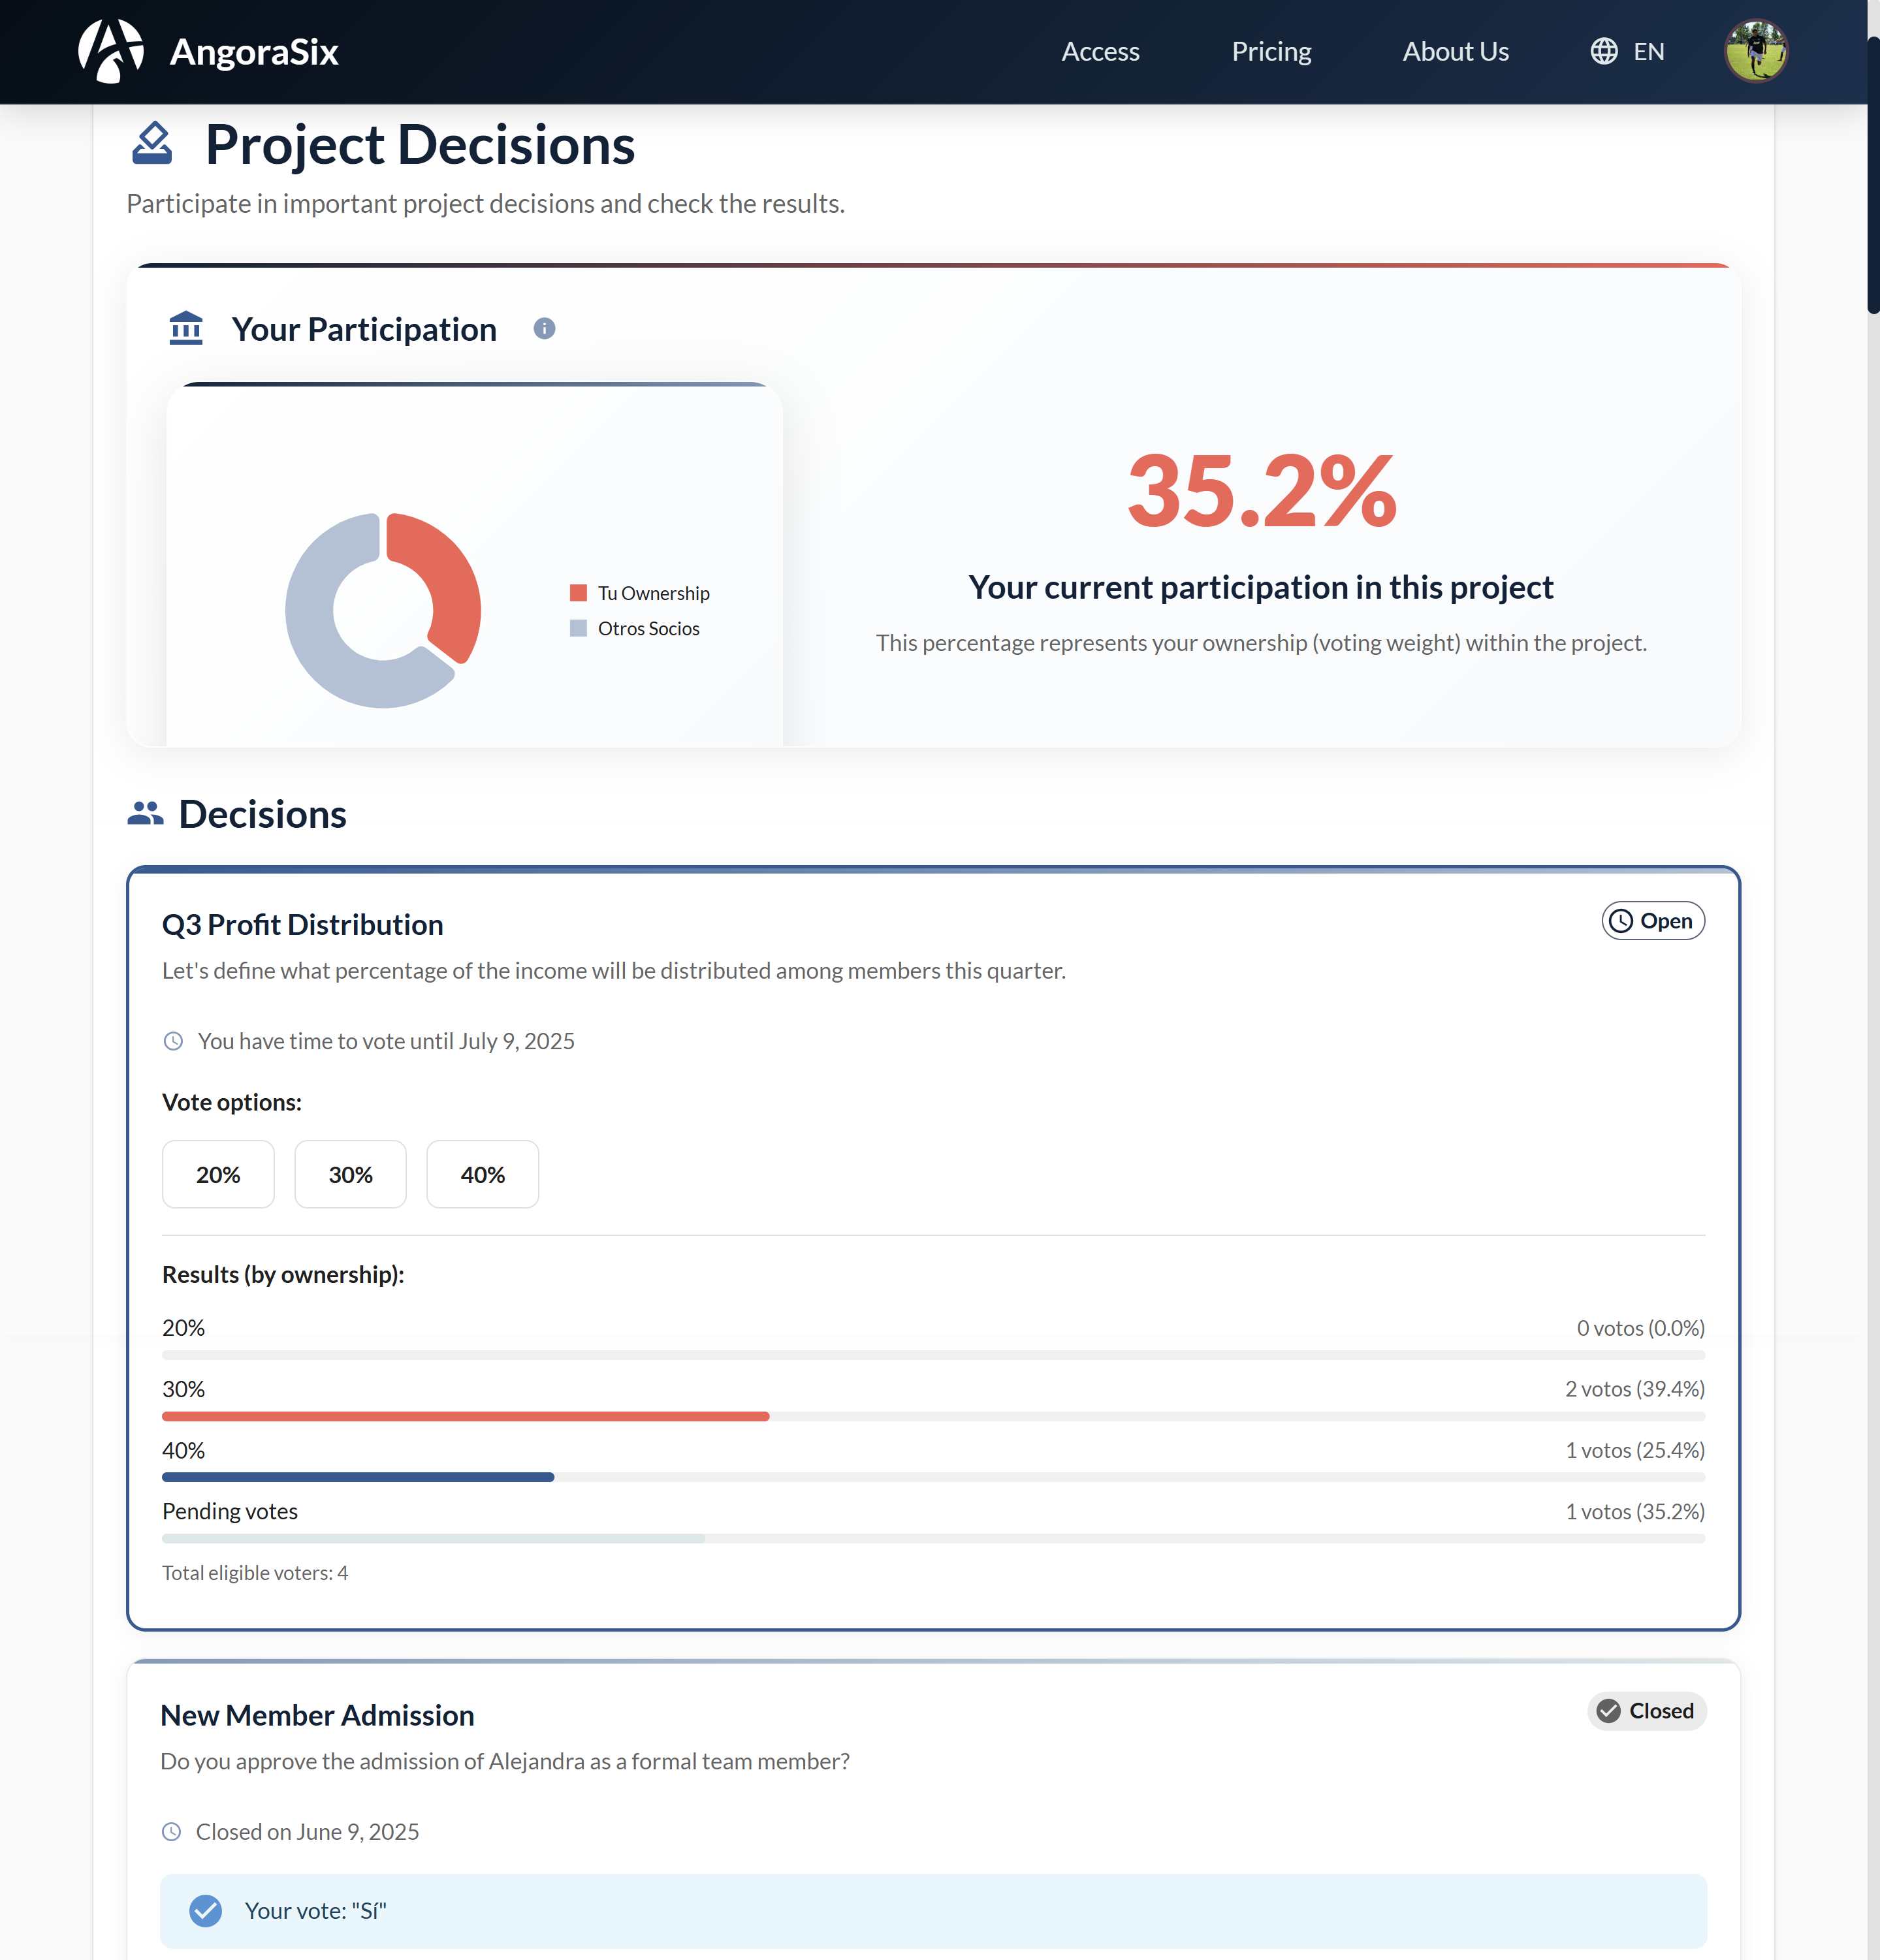 AngoraSix
Access
Pricing
About Us
EN
Project Decisions
Participate in important project decisions and check the results.
Your Participation
Tu Ownership
Otros Socios
35.2%
Your current participation in this project
This percentage represents your ownership (voting weight) within the project.
Decisions
Q3 Profit Distribution
Open
Let's define what percentage of the income will be distributed among members this quarter.
You have time to vote until July 9, 2025
Vote options:
20%
30%
40%
Results (by ownership):
20%
0 votos (0.0%)
30%
2 votos (39.4%)
40%
1 votos (25.4%)
Pending votes
1 votos (35.2%)
Total eligible voters: 4
New Member Admission
Closed
Do you approve the admission of Alejandra as a formal team member?
Closed on June 9, 2025
Your vote: "Sí"